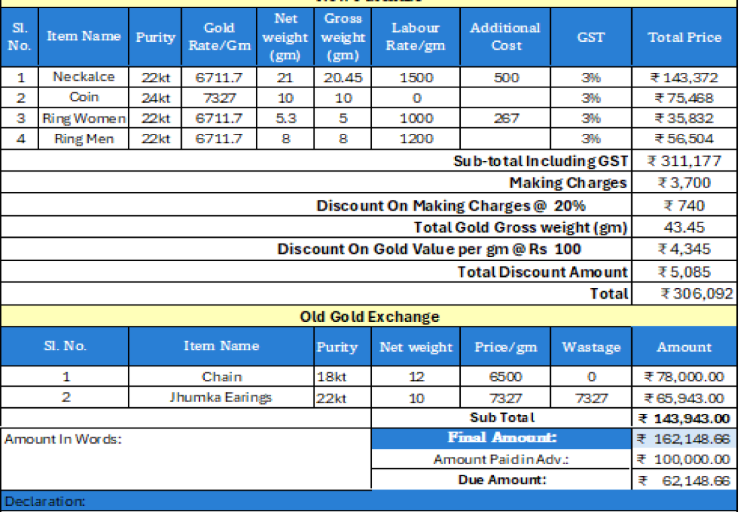 Sl. No. Item Name Purity Gold Rate/Gm Net weight (gm) Gross weight (gm) Labour Rate/gm Additional Cost GST Total Price
1 Neckalce 22kt 6711.7 21 20.45 1500 500 3% ₹ 143,372
2 Coin 24kt 7327 10 10 0 3% ₹ 75,468
3 Ring Women 22kt 6711.7 5.3 5 1000 267 3% ₹ 35,832
4 Ring Men 22kt 6711.7 8 8 1200 3% ₹ 56,504
Sub-total Including GST ₹ 311,177
Making Charges ₹ 3,700
Discount On Making Charges @ 20% ₹ 740
Total Gold Gross weight (gm) 43.45
Discount On Gold Value per gm @ Rs 100 ₹ 4,345
Total Discount Amount ₹ 5,085
Total ₹ 306,092
Old Gold Exchange
Sl. No. Item Name Purity Net weight Price/gm Wastage Amount
1 Chain 18kt 12 6500 0 ₹ 78,000.00
2 Jhumka Earings 22kt 10 7327 7327 ₹ 65,943.00
Sub Total ₹ 143,943.00
Amount In Words: Final Amount: ₹ 162,148.66
Amount Paid in Adv.: ₹ 100,000.00
Due Amount: ₹ 62,148.66
Declaration: